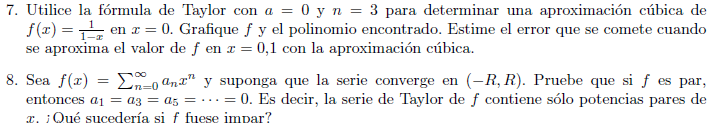 7. Utilice la fórmula de Taylor con a = 0 y n = 3 para determinar una aproximación cúbica de
f(x) = \frac{1}{1-x} en x = 0. Grafique f y el polinomio encontrado. Estime el error que se comete cuando
se aproxima el valor de f en x = 0,1 con la aproximación cúbica.
8. Sea f(x) = \sum_{n=0}^{\infty} a_n x^n y suponga que la serie converge en (−R, R). Pruebe que si f es par,
entonces a_1 = a_3 = a_5 = ··· = 0. Es decir, la serie de Taylor de f contiene sólo potencias pares de
x. ¿Qué sucedería si f fuese impar?